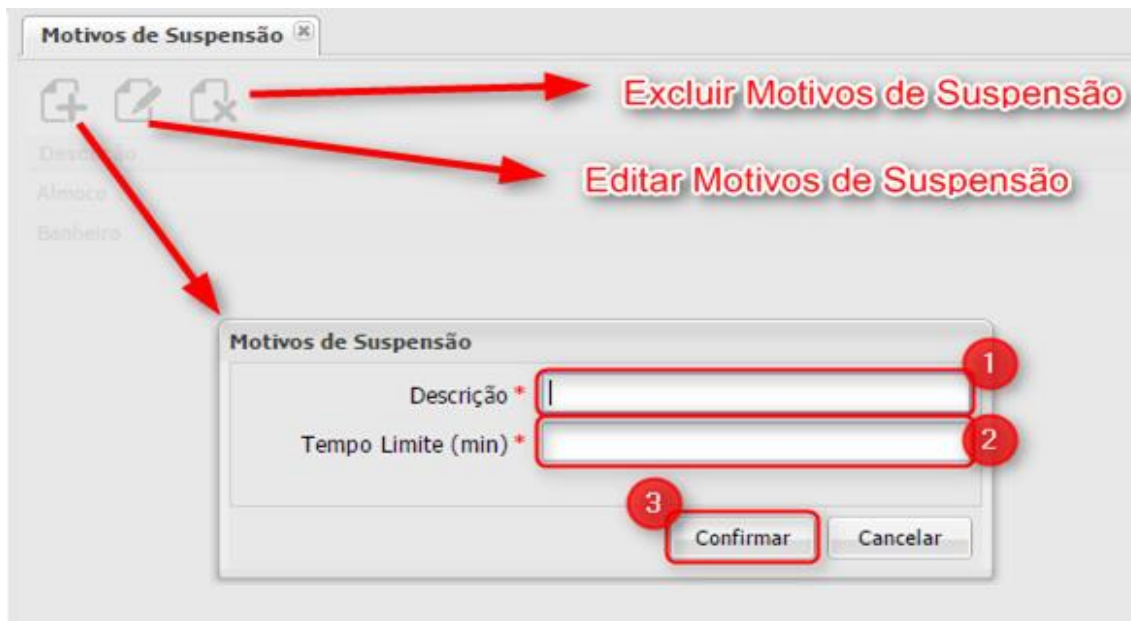 Motivos de Suspensão
Excluir Motivos de Suspensão
Editar Motivos de Suspensão
Descrição
Almoco
Banheiro
Motivos de Suspensão
Descrição *
1
Tempo Limite (min) *
2
3
Confirmar
Cancelar